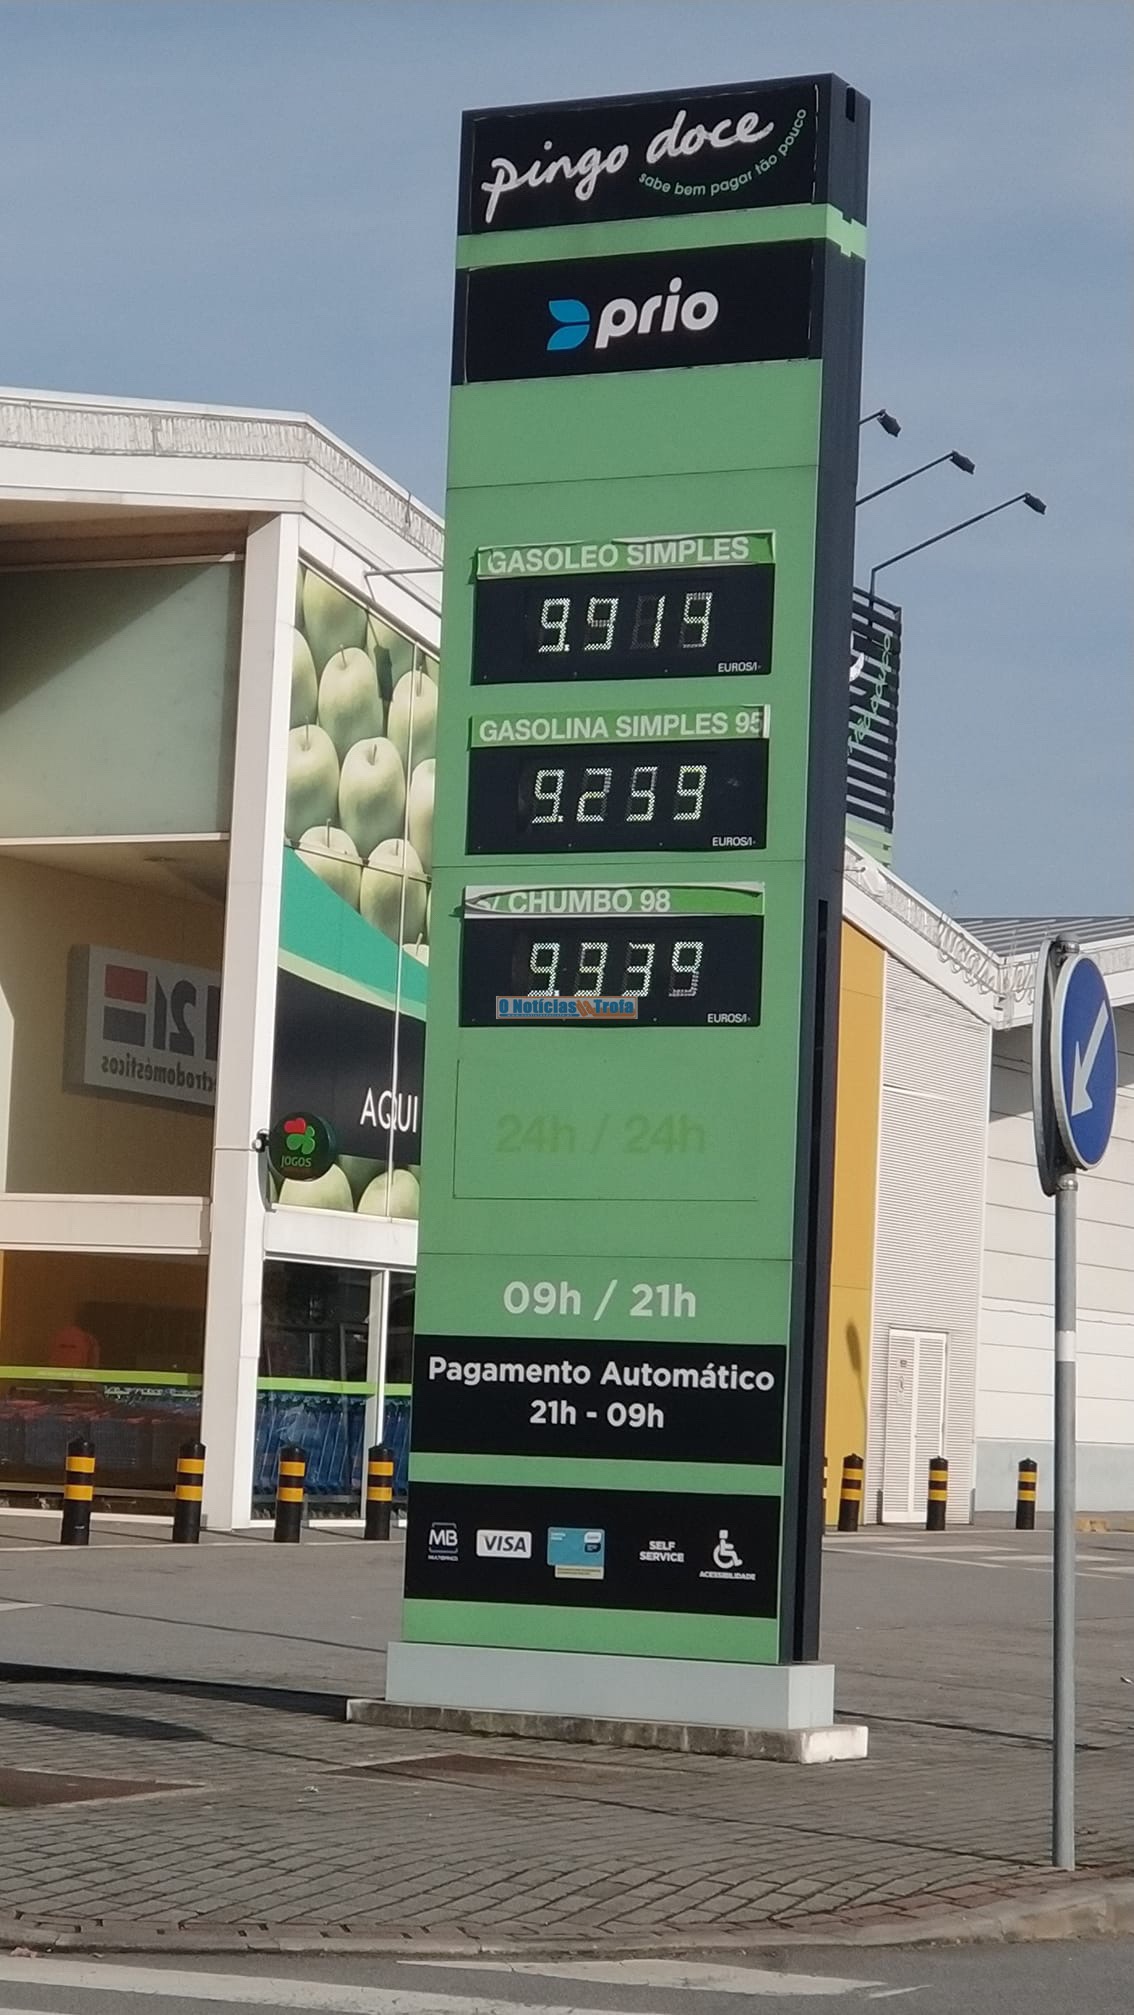 pingo doce
sabe bem pagar tão pouco
prio
GASOLEO SIMPLES
9.919
EUROS/l
GASOLINA SIMPLES 95
9.259
EUROS/l
s/ CHUMBO 98
9.939
O Notícias da Trofa
EUROS/l
24h / 24h
AQUI
JOGOS
09h / 21h
Pagamento Automático
21h - 09h
MB
MULTIBANCO
VISA
SELF
SERVICE
ACESSIBILIDADE